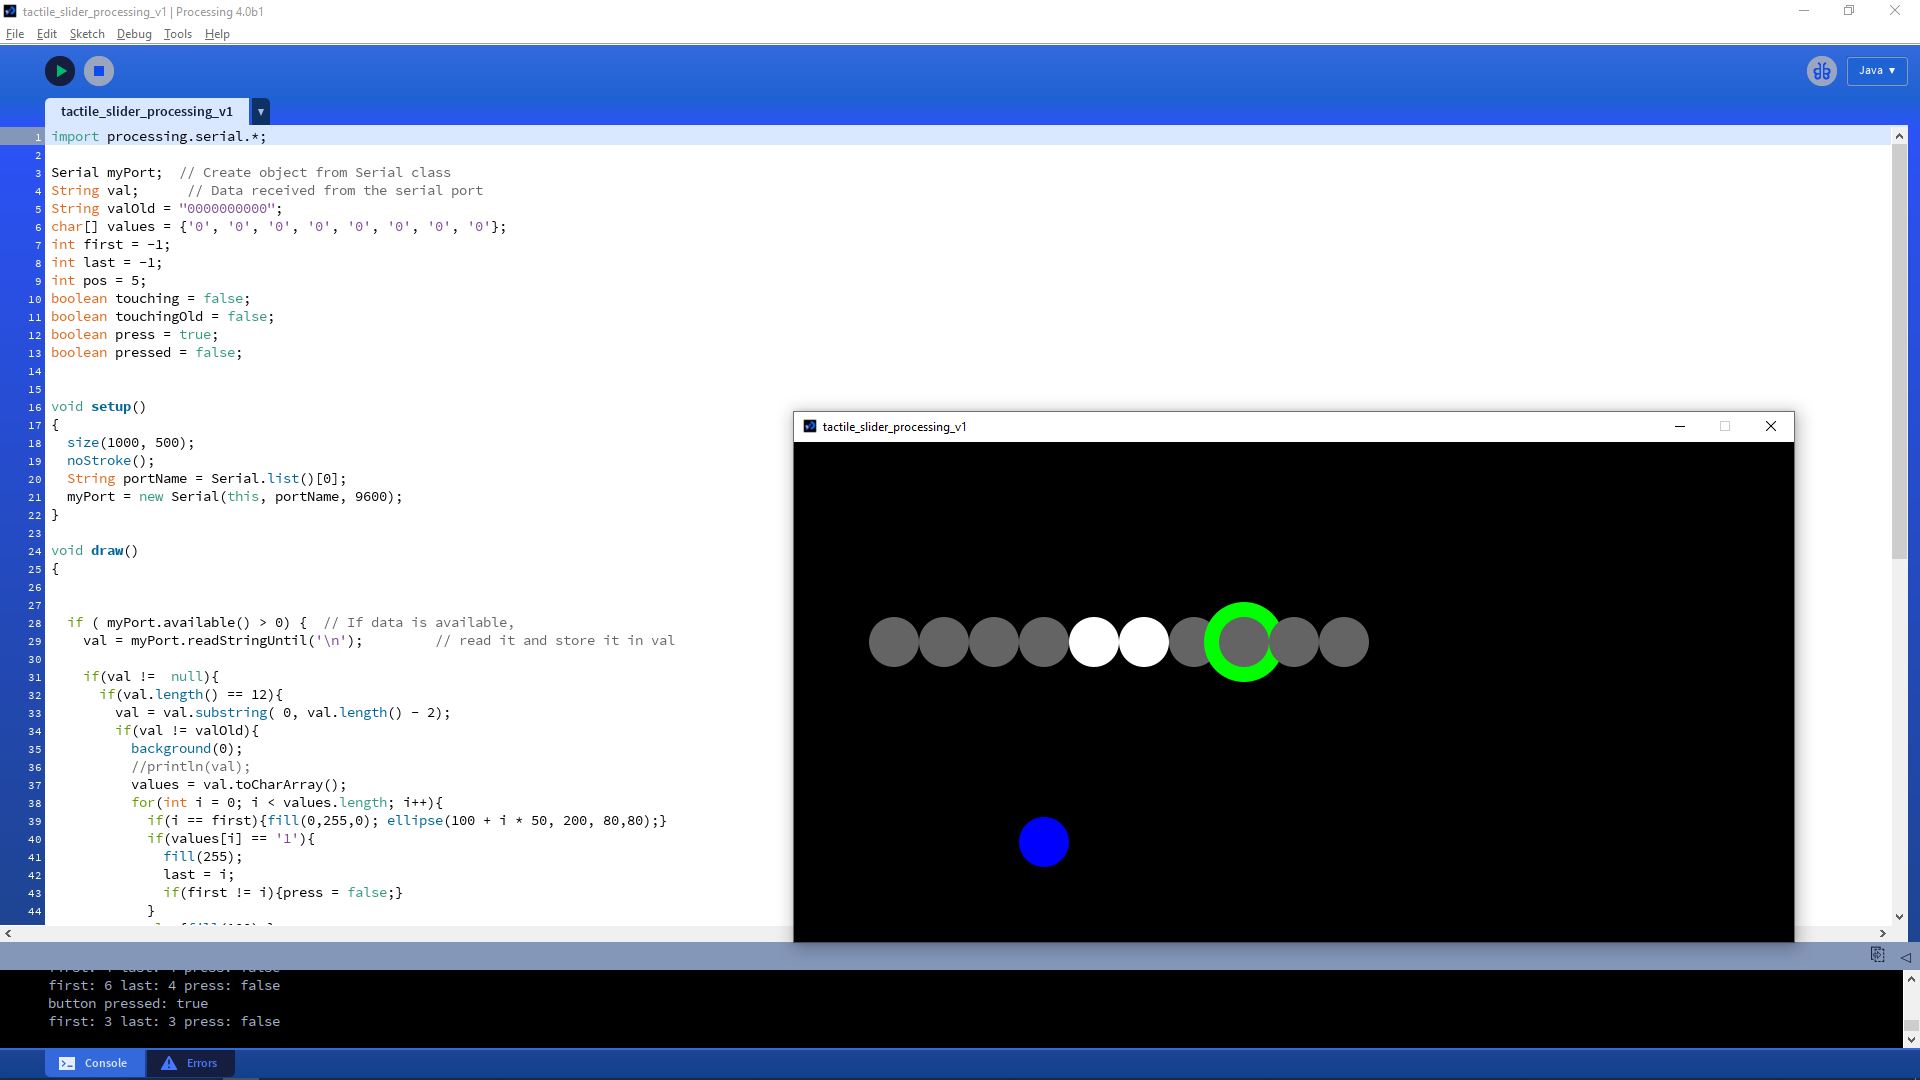 tactile_slider_processing_v1 | Processing 4.0b1
File Edit Sketch Debug Tools Help
Java ▾
tactile_slider_processing_v1 ▾
1 import processing.serial.*;
2
3 Serial myPort;  // Create object from Serial class
4 String val;      // Data received from the serial port
5 String valOld = "0000000000";
6 char[] values = {'0', '0', '0', '0', '0', '0', '0', '0'};
7 int first = -1;
8 int last = -1;
9 int pos = 5;
10 boolean touching = false;
11 boolean touchingOld = false;
12 boolean press = true;
13 boolean pressed = false;
14
15
16 void setup()
17 {
18   size(1000, 500);
19   noStroke();
20   String portName = Serial.list()[0];
21   myPort = new Serial(this, portName, 9600);
22 }
23
24 void draw()
25 {
26
27
28   if ( myPort.available() > 0) {  // If data is available,
29     val = myPort.readStringUntil('\n');         // read it and store it in val
30
31     if(val !=  null){
32       if(val.length() == 12){
33         val = val.substring( 0, val.length() - 2);
34         if(val != valOld){
35           background(0);
36           //println(val);
37           values = val.toCharArray();
38           for(int i = 0; i < values.length; i++){
39             if(i == first){fill(0,255,0); ellipse(100 + i * 50, 200, 80,80);}
40             if(values[i] == '1'){
41               fill(255);
42               last = i;
43               if(first != i){press = false;}
44             }
tactile_slider_processing_v1
first: 6 last: 4 press: false
button pressed: true
first: 3 last: 3 press: false
Console Errors